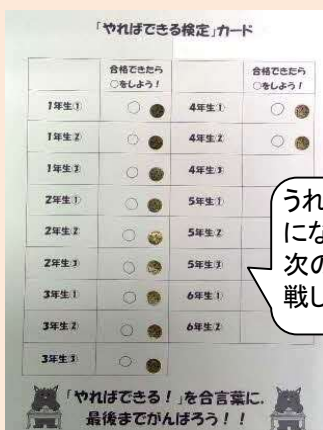 「やればできる検定」カード
合格できたら
○をしよう！
合格できたら
○をしよう！
1年生①
○
4年生①
○
1年生②
○
4年生②
○
1年生③
○
4年生③
2年生①
○
5年生①
2年生②
○
5年生②
2年生③
○
5年生③
3年生①
○
6年生①
3年生②
○
6年生②
3年生③
○
うれ
にな
次の
戦し
「やればできる！」を合言葉に、
最後までがんばろう！！